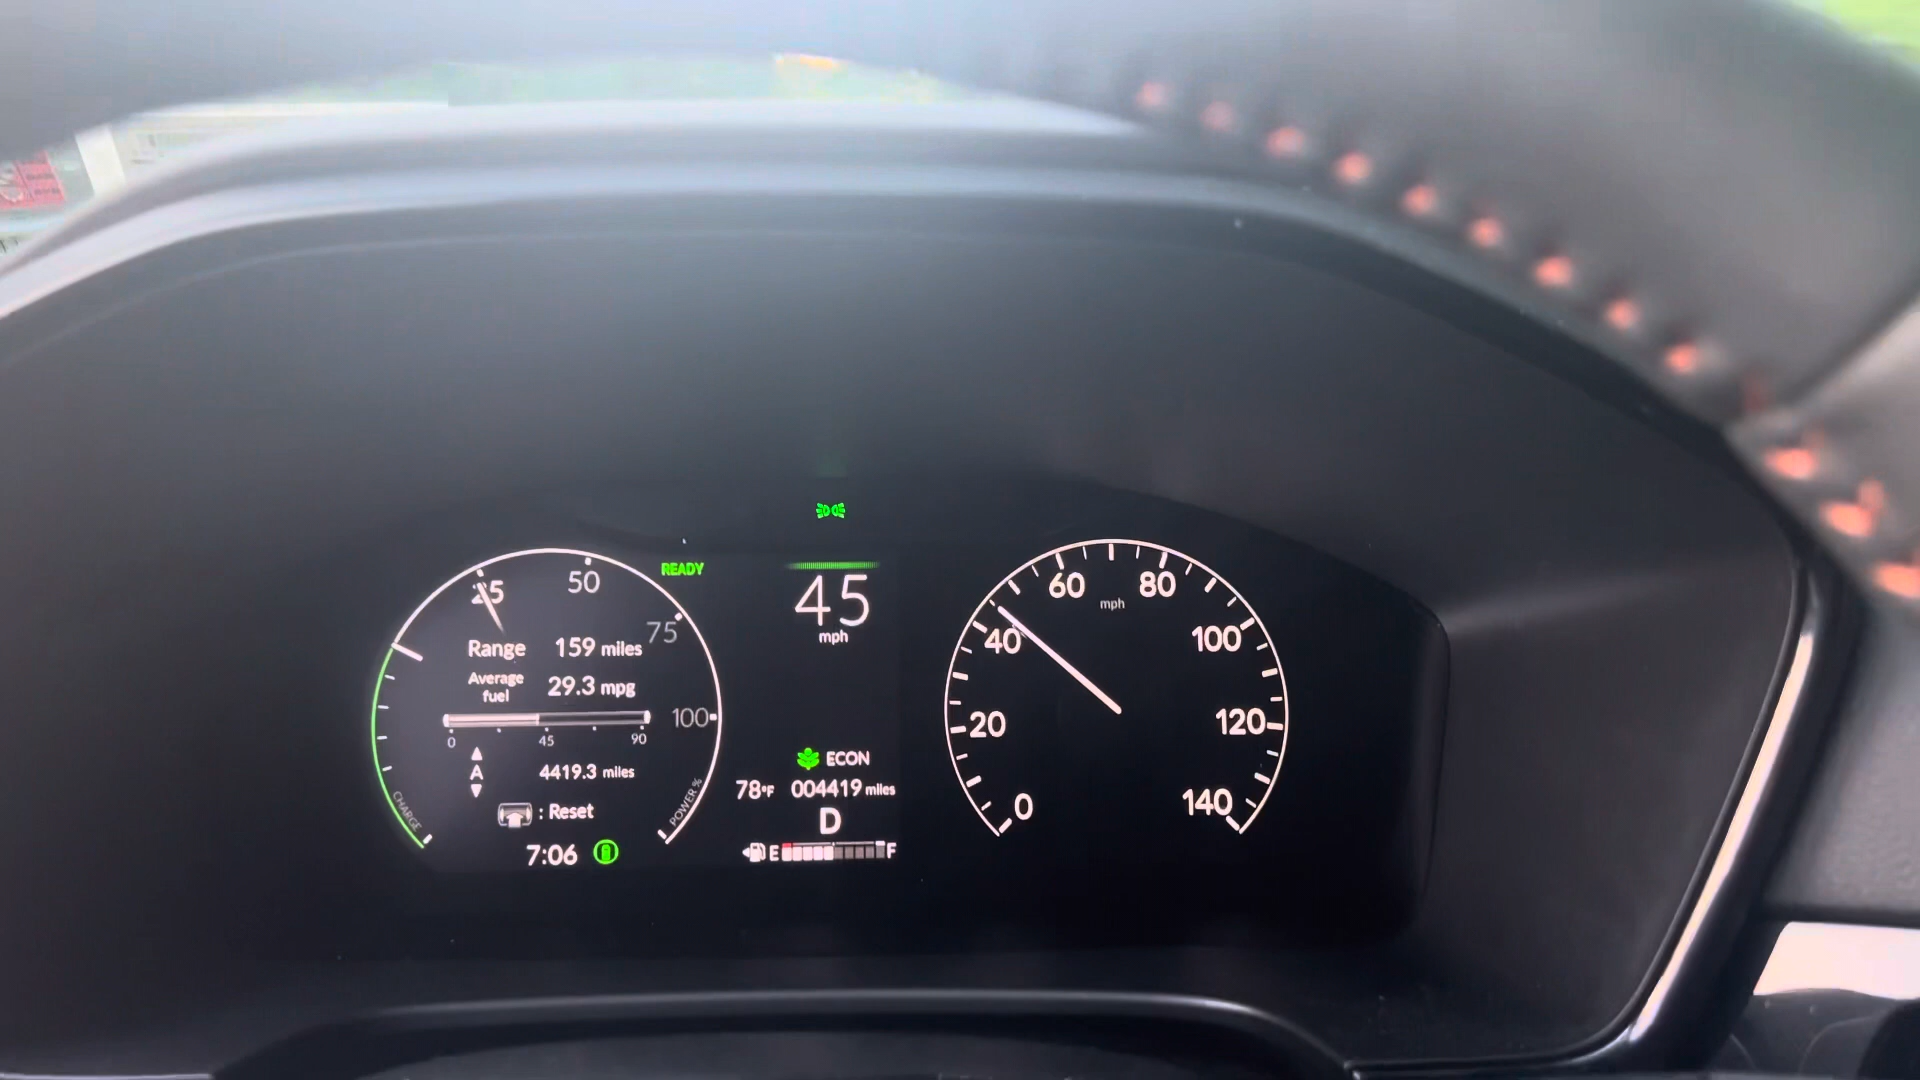 25
50
75
100
READY
Range 159 miles
Average fuel 29.3 mpg
0 45 90
A 4419.3 miles
: Reset
7:06
CHARGE
POWER %
45
mph
ECON
78°F 004419 miles
D
E F
0
20
40
60
80
100
120
140
mph